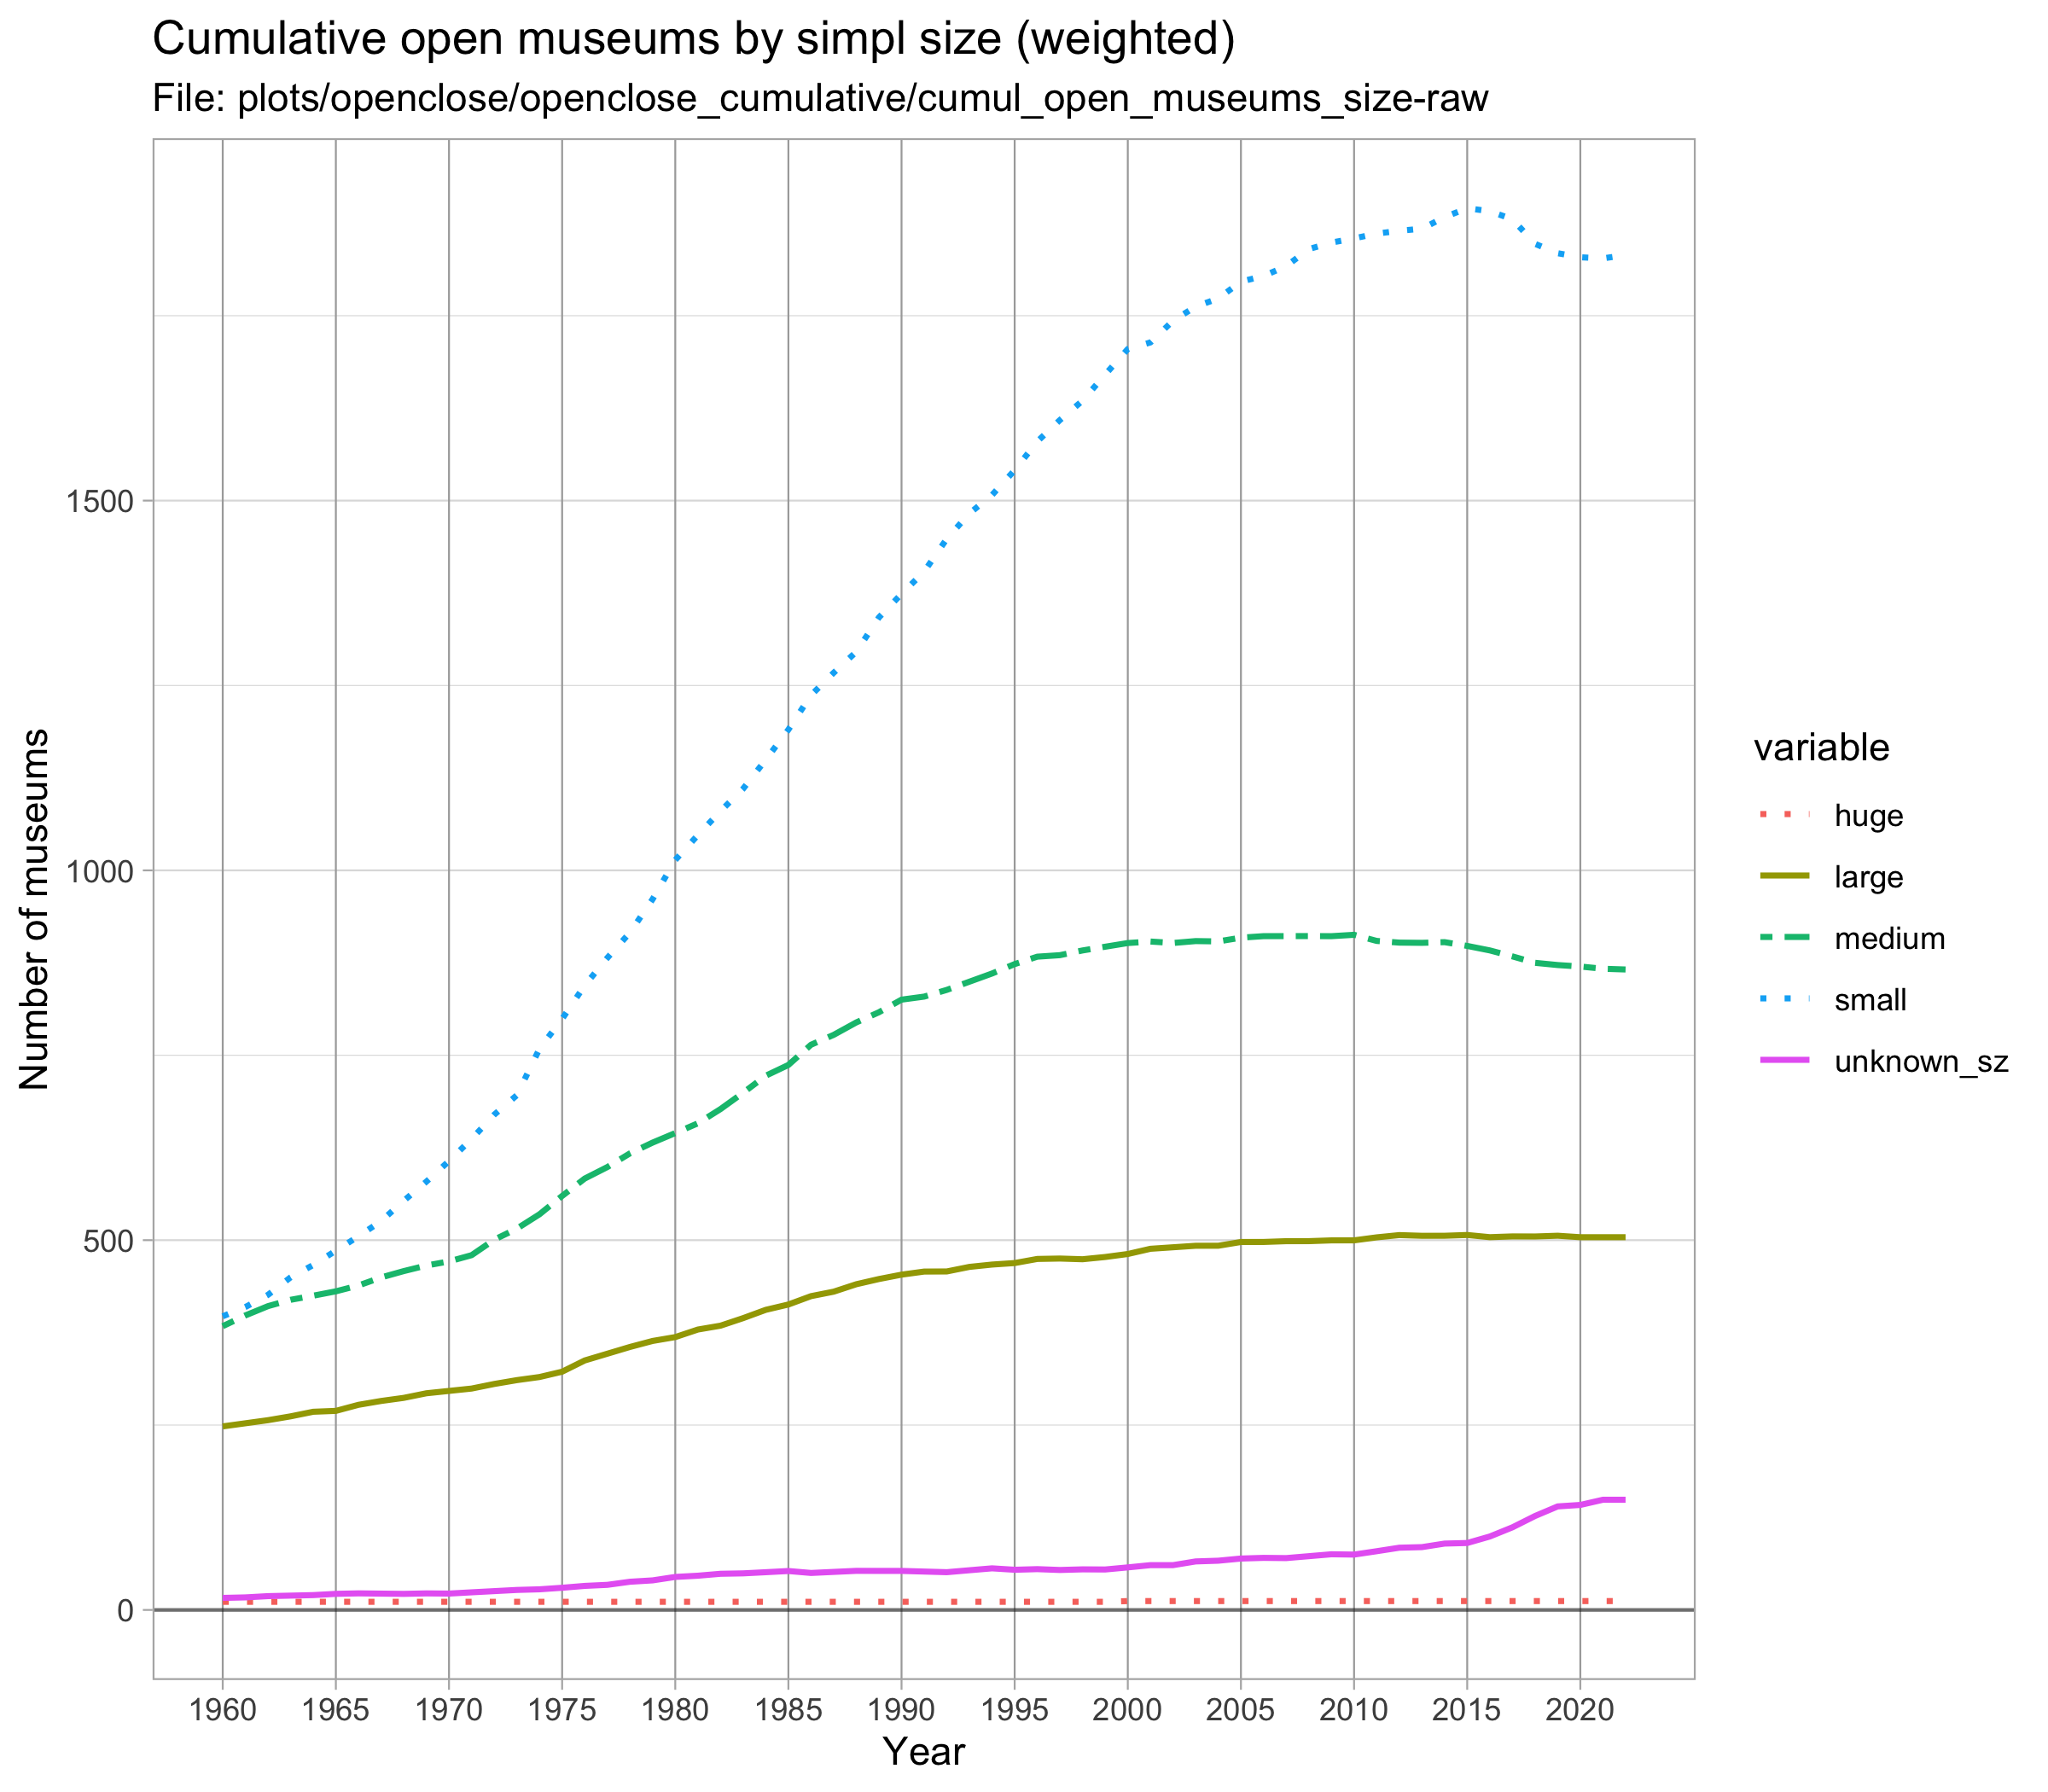 Cumulative open museums by simpl size (weighted)
File: plots/openclose/openclose_cumulative/cumul_open_museums_size-raw
Number of museums
1500
1000
500
0
1960 1965 1970 1975 1980 1985 1990 1995 2000 2005 2010 2015 2020
Year
variable
huge
large
medium
small
unknown_sz